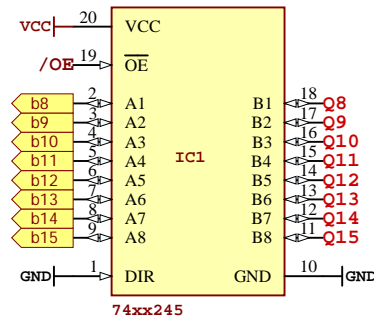 VCC 20 VCC
/OE 19 OE
b8 2 A1 B1 18 Q8
b9 3 A2 B2 17 Q9
b10 4 A3 B3 16 Q10
b11 5 A4 IC1 B4 15 Q11
b12 6 A5 B5 14 Q12
b13 7 A6 B6 13 Q13
b14 8 A7 B7 12 Q14
b15 9 A8 B8 11 Q15
GND 1 DIR GND 10 GND
74xx245